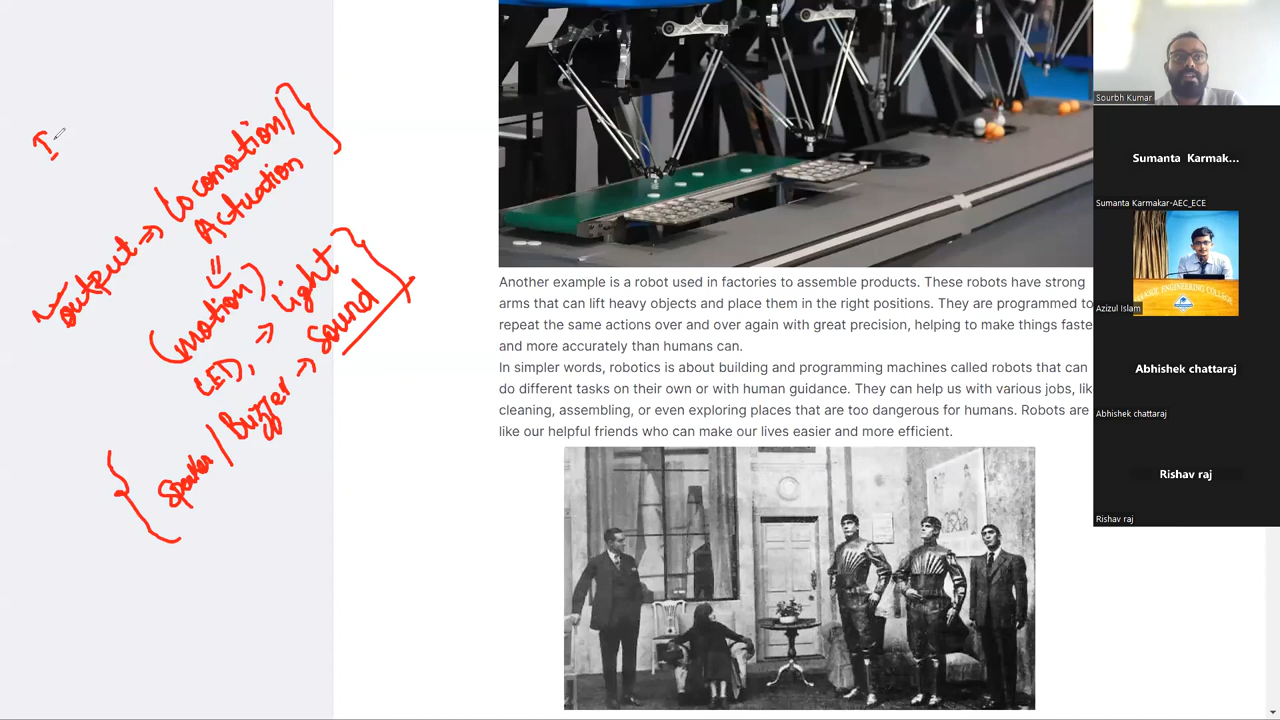 I
output → Locomotion/
Actuation
=
(motion)
LED, → light
Speaker / Buzzer → sound
Another example is a robot used in factories to assemble products. These robots have strong
rms that can lift heavy objects and place them in the right positions. They are programmed to
repeat the same actions over and over again with great precision, helping to make things faste
and more accurately than humans can.
In simpler words, robotics is about building and programming machines called robots that can
do different tasks on their own or with human guidance. They can help us with various jobs, lik
cleaning, assembling, or even exploring places that are too dangerous for humans. Robots are
like our helpful friends who can make our lives easier and more efficient.
Sourbh Kumar
Sumanta Karmak...
Sumanta Karmakar-AEC_ECE
ENGINEERING COLLEGE
Azizul Islam
Abhishek chattaraj
Abhishek chattaraj
Rishav raj
Rishav raj